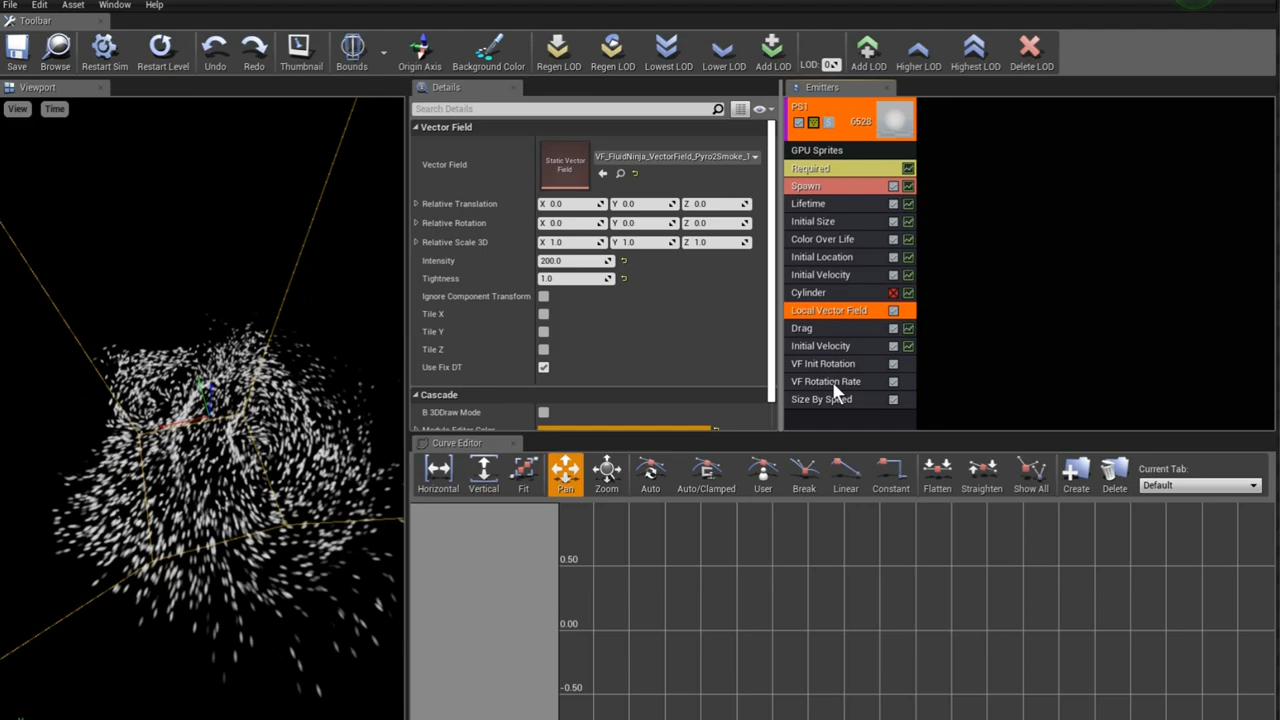 File Edit Asset Window Help
Toolbar
Save Browse Restart Sim Restart Level Undo Redo Thumbnail Bounds Origin Axis Background Color Regen LOD Regen LOD Lowest LOD Lower LOD Add LOD LOD: 0 Add LOD Higher LOD Highest LOD Delete LOD
Viewport Details Emitters
View Time
Search Details
PS1
6528
Vector Field
GPU Sprites
Vector Field
Static Vector Field
VF_FluidNinja_VectorField_Pyro2Smoke_1
Required
Spawn
Relative Translation X 0.0 Y 0.0 Z 0.0
Lifetime
Relative Rotation X 0.0 Y 0.0 Z 0.0
Initial Size
Relative Scale 3D X 1.0 Y 1.0 Z 1.0
Color Over Life
Intensity 200.0
Initial Location
Tightness 1.0
Initial Velocity
Ignore Component Transform
Cylinder
Tile X
Local Vector Field
Tile Y
Drag
Tile Z
Initial Velocity
Use Fix DT
VF Init Rotation
VF Rotation Rate
Cascade
Size By Speed
B 3DDraw Mode
Module Editor Color
Curve Editor
Horizontal Vertical Fit Pan Zoom Auto Auto/Clamped User Break Linear Constant Flatten Straighten Show All Create Delete
Current Tab:
Default
0.50
0.00
-0.50